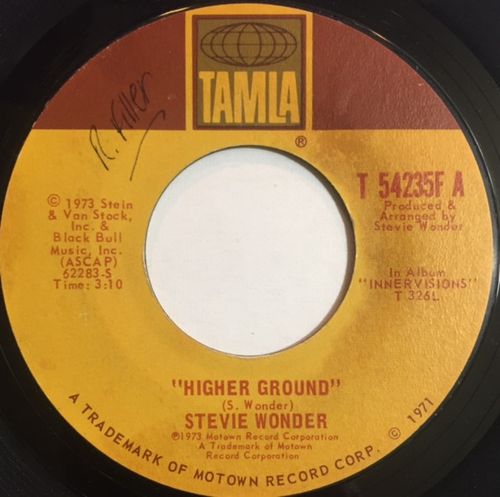 TAMLA
®
R. Filler
T 54235F A
Produced &
Arranged by
Stevie Wonder
© 1973 Stein
& Van Stock,
Inc. &
Black Bull
Music, Inc.
(ASCAP)
62283-S
Time: 3:10
In Album
"INNERVISIONS"
T 326L
"HIGHER GROUND"
(S. Wonder)
STEVIE WONDER
℗1973 Motown Record Corporation
A Trademark of Motown
Record Corporation
A TRADEMARK OF MOTOWN RECORD CORP. © 1971